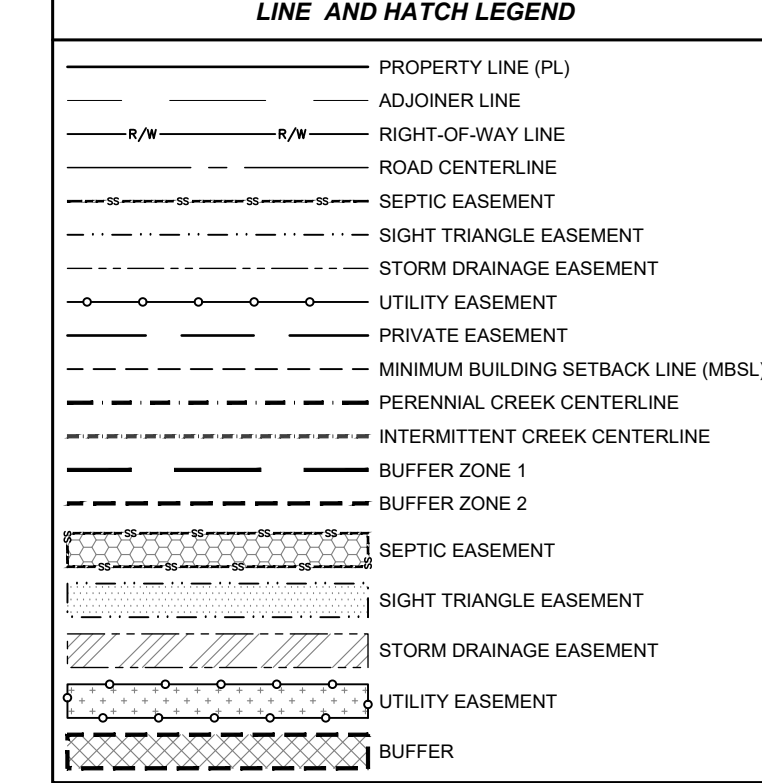 LINE AND HATCH LEGEND
PROPERTY LINE (PL)
ADJOINER LINE
R/W R/W RIGHT-OF-WAY LINE
ROAD CENTERLINE
SS SS SS SS SEPTIC EASEMENT
SIGHT TRIANGLE EASEMENT
STORM DRAINAGE EASEMENT
UTILITY EASEMENT
PRIVATE EASEMENT
MINIMUM BUILDING SETBACK LINE (MBSL)
PERENNIAL CREEK CENTERLINE
INTERMITTENT CREEK CENTERLINE
BUFFER ZONE 1
BUFFER ZONE 2
SS SS SS SS
SS SS SEPTIC EASEMENT
SS SS SS SS
SIGHT TRIANGLE EASEMENT
STORM DRAINAGE EASEMENT
UTILITY EASEMENT
BUFFER